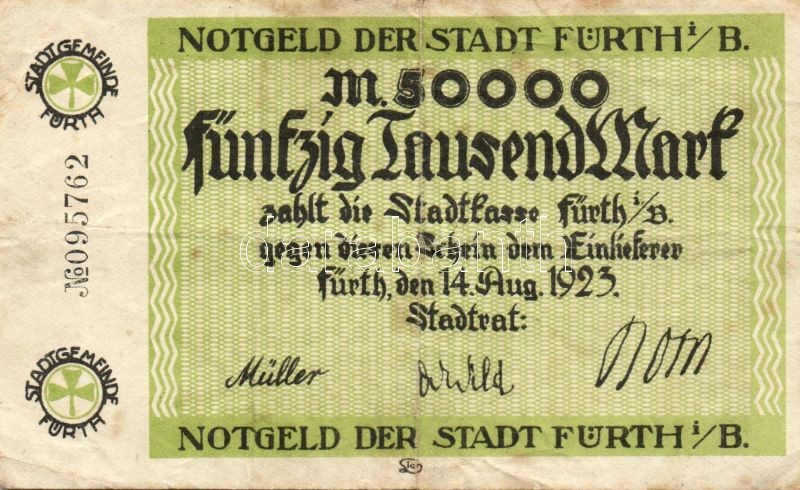 NOTGELD DER STADT FÜRTH i/B.
STADTGEMEINDE
FÜRTH
№095762
M. 50000
Fünfzig Tausend Mark
zahlt die Stadtkasse Fürth i/B.
gegen diesen Schein dem Einlieferer
Fürth, den 14. Aug. 1923.
Stadtrat:
Müller
STADTGEMEINDE
FÜRTH
NOTGELD DER STADT FÜRTH i/B.